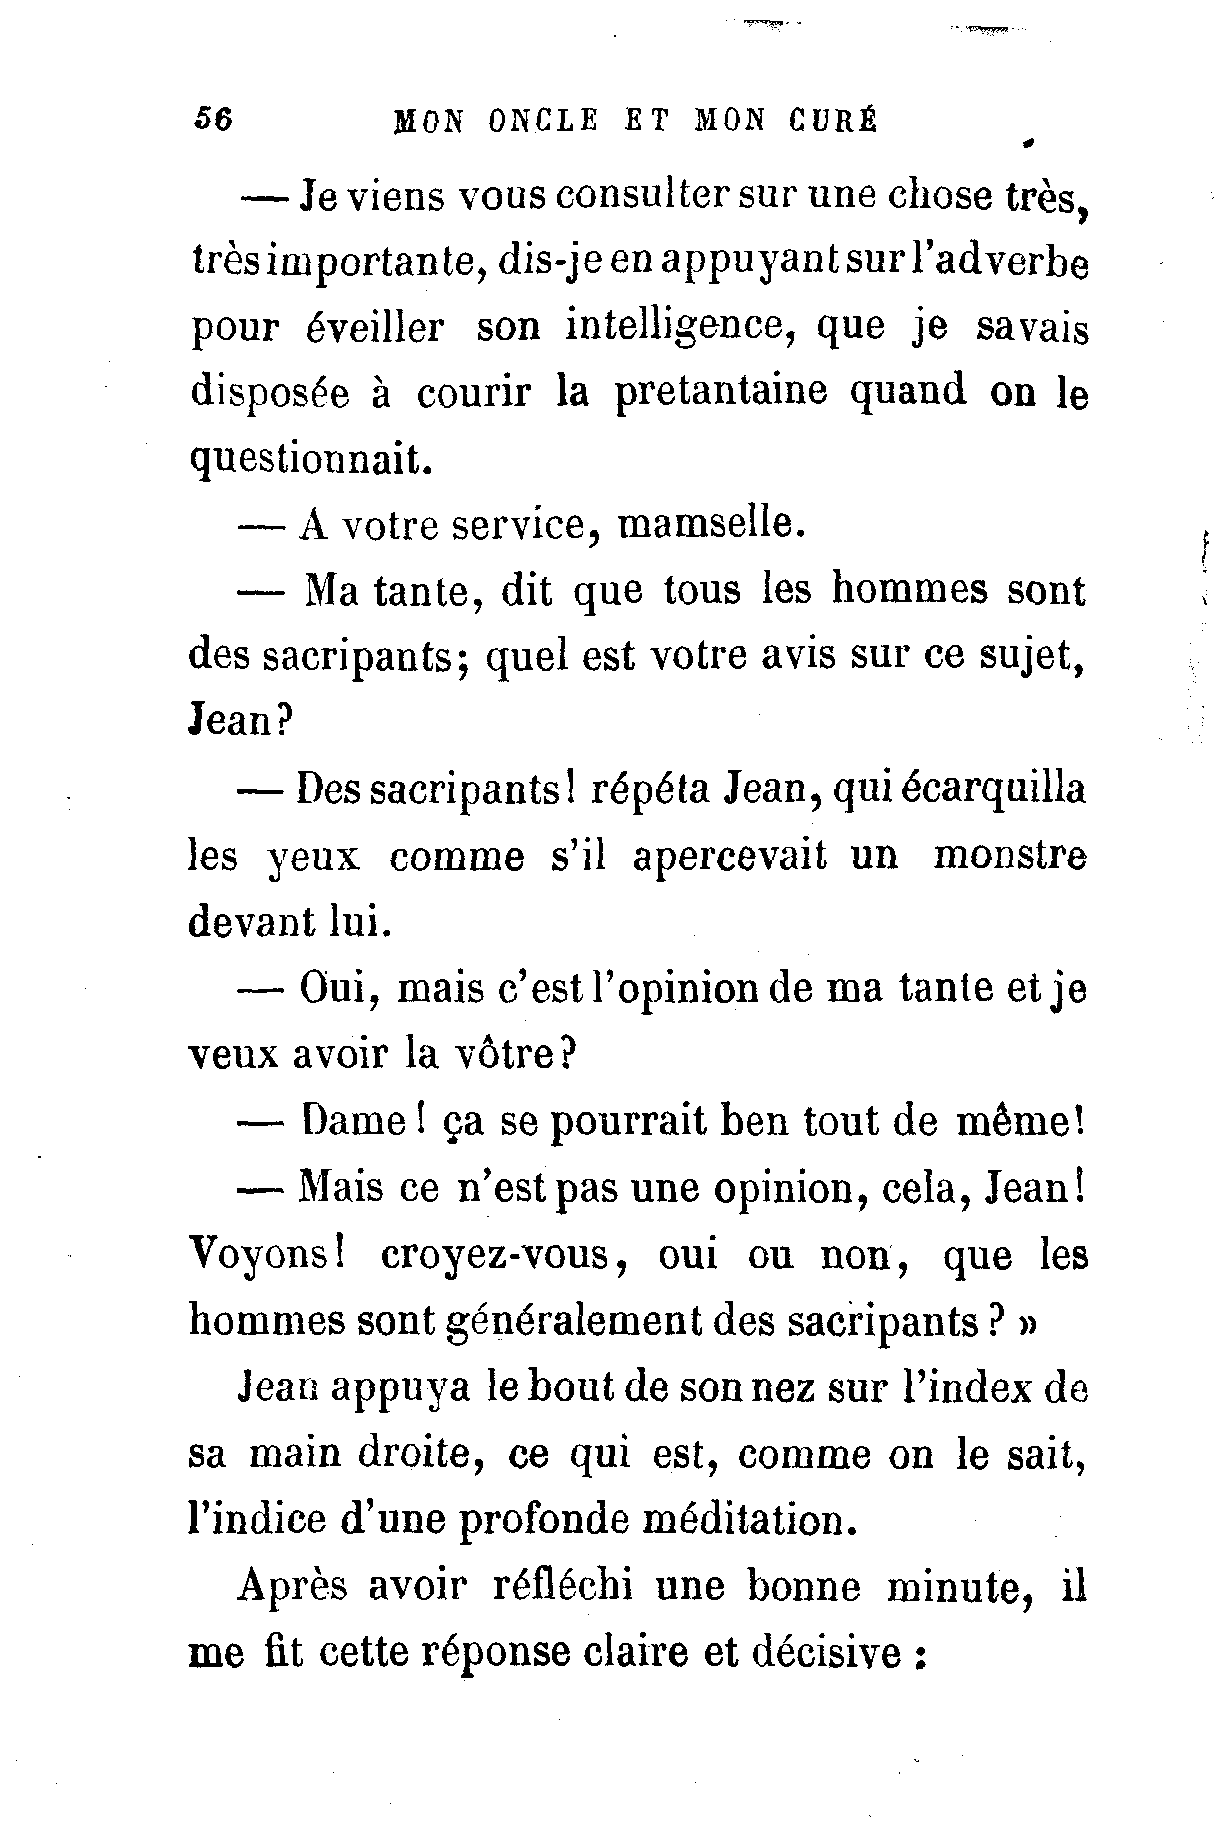 56 MON ONCLE ET MON CURÉ
— Je viens vous consulter sur une chose très,
très importante, dis-je en appuyant sur l'adverbe
pour éveiller son intelligence, que je savais
disposée à courir la pretantaine quand on le
questionnait.
— A votre service, mamselle.
— Ma tante, dit que tous les hommes sont
des sacripants; quel est votre avis sur ce sujet,
Jean?
— Des sacripants! répéta Jean, qui écarquilla
les yeux comme s'il apercevait un monstre
devant lui.
— Oui, mais c'est l'opinion de ma tante et je
veux avoir la vôtre?
— Dame! ça se pourrait ben tout de même!
— Mais ce n'est pas une opinion, cela, Jean!
Voyons! croyez-vous, oui ou non, que les
hommes sont généralement des sacripants? »
Jean appuya le bout de son nez sur l'index de
sa main droite, ce qui est, comme on le sait,
l'indice d'une profonde méditation.
Après avoir réfléchi une bonne minute, il
me fit cette réponse claire et décisive :